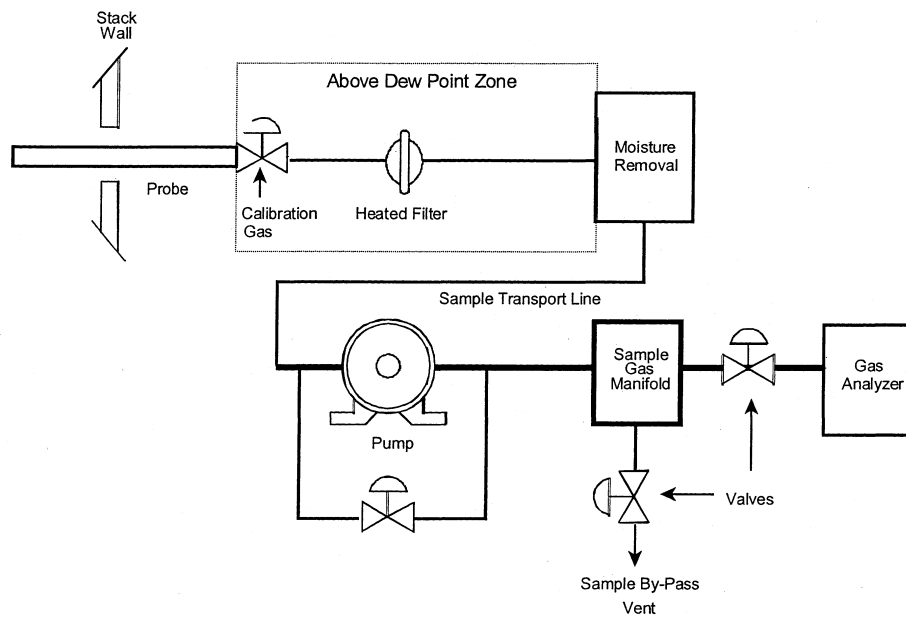 Stack
Wall
Above Dew Point Zone
Moisture
Removal
Probe
Calibration
Gas
Heated Filter
Sample Transport Line
Sample
Gas
Manifold
Gas
Analyzer
Pump
Valves
Sample By-Pass
Vent